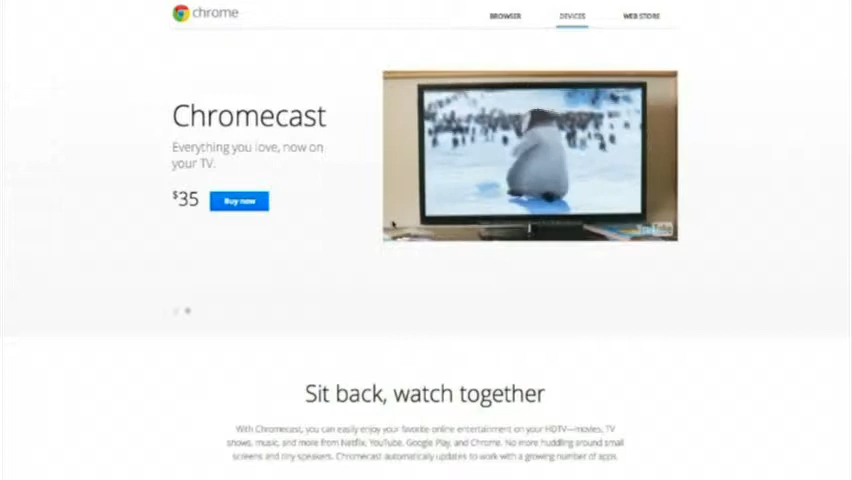 chrome
BROWSER
DEVICES
WEB STORE
Chromecast
Everything you love, now on
your TV.
$35
Buy now
YouTube
Sit back, watch together
With Chromecast, you can easily enjoy your favorite online entertainment on your HDTV—movies, TV
shows, music, and more from Netflix, YouTube, Google Play, and Chrome. No more huddling around small
screens and tiny speakers. Chromecast automatically updates to work with a growing number of apps.